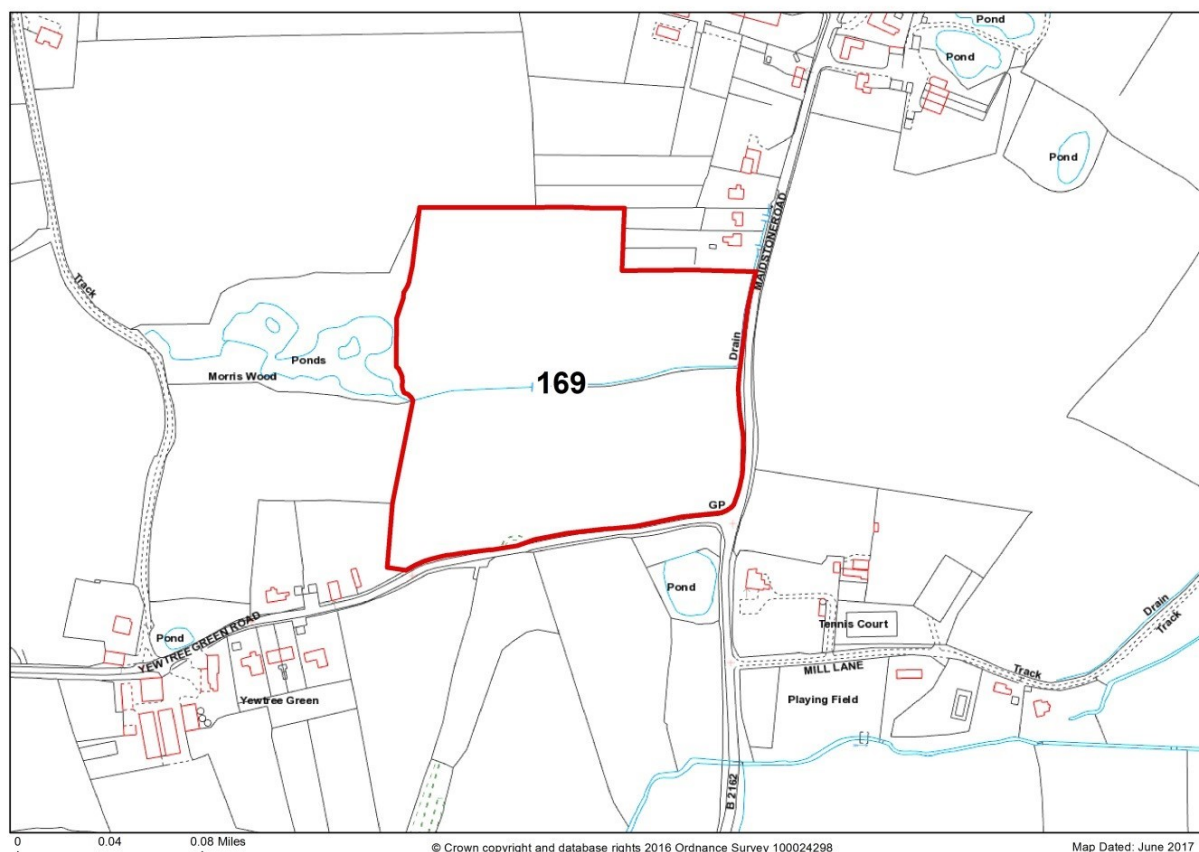 Pond
Pond
Pond
MAIDSTONE ROAD
Track
Drain
Ponds
Morris Wood
169
GP
Pond
Pond
YEW TREE GREEN ROAD
Yewtree Green
Tennis Court
Drain
Track
MILL LANE
Track
Playing Field
B 2162
0 0.04 0.08 Miles
© Crown copyright and database rights 2016 Ordnance Survey 100024298
Map Dated: June 2017